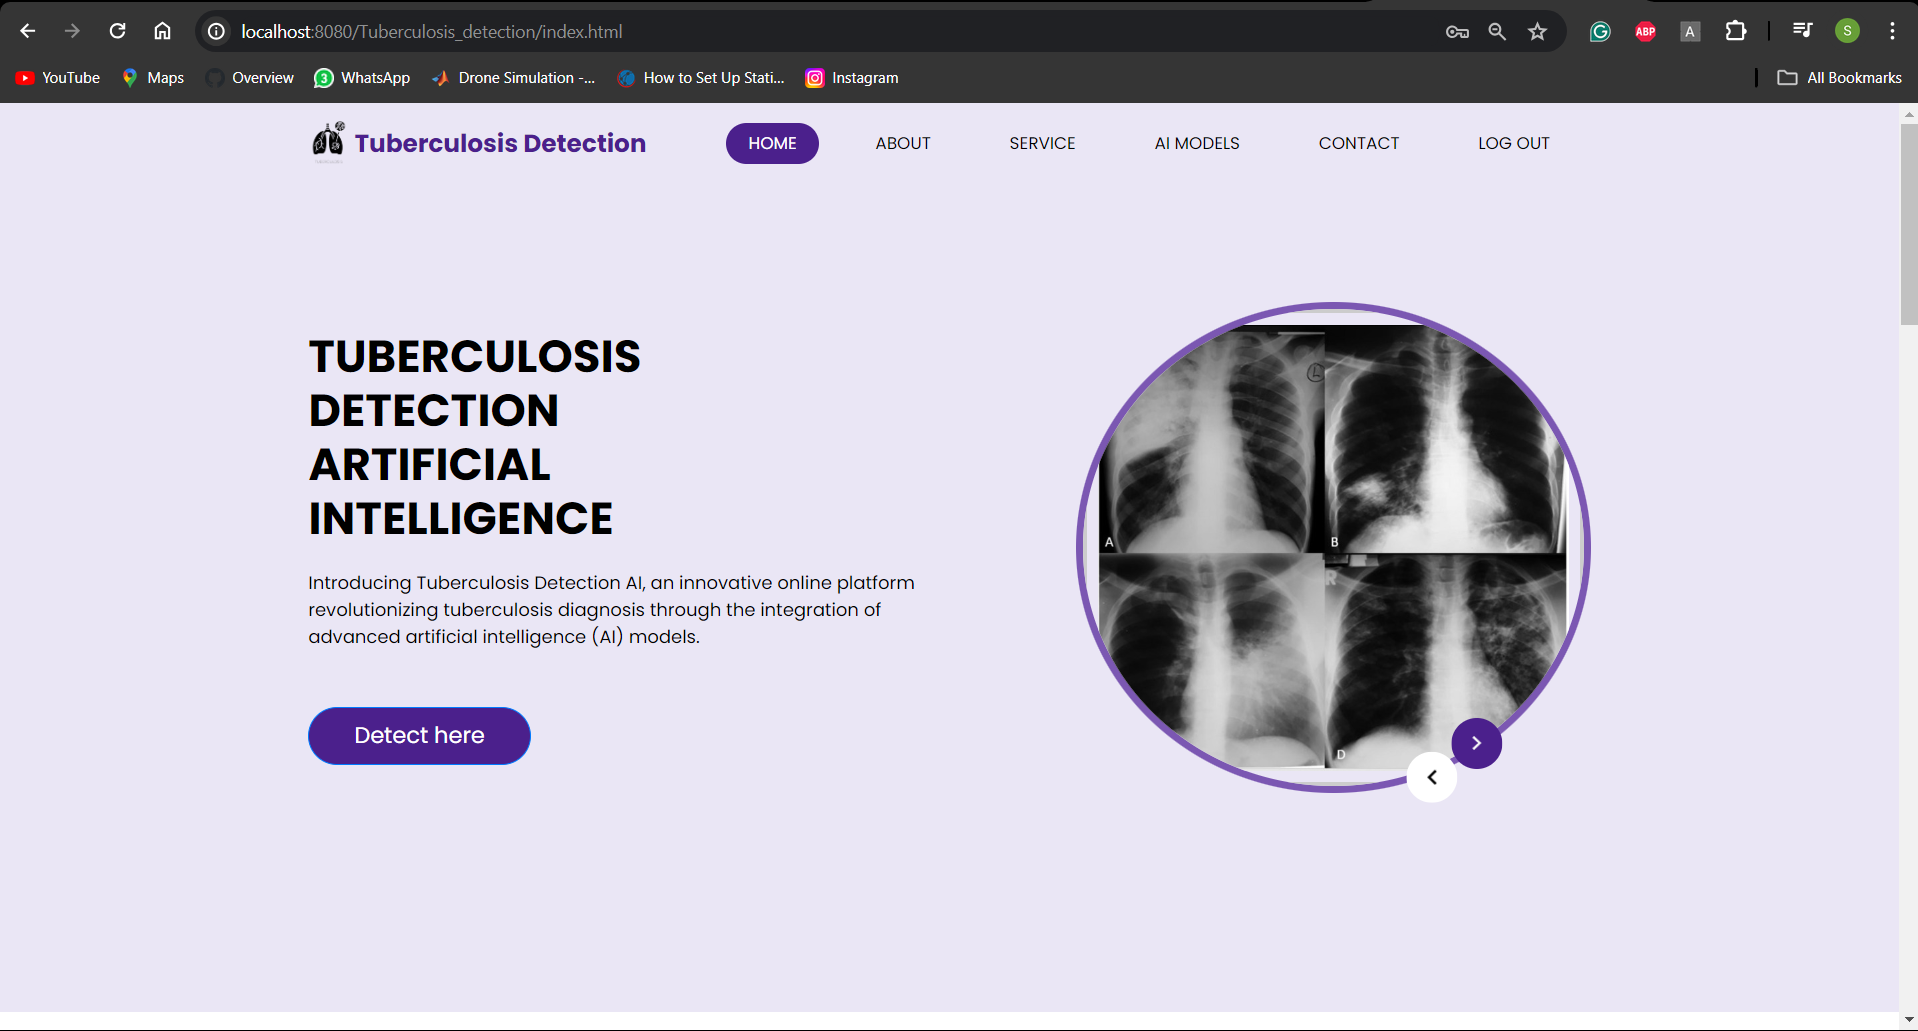 localhost:8080/Tuberculosis_detection/index.html
ABP
A
S
YouTube
Maps
Overview
3
WhatsApp
Drone Simulation -...
How to Set Up Stati...
Instagram
All Bookmarks
Tuberculosis Detection
HOME
ABOUT
SERVICE
AI MODELS
CONTACT
LOG OUT
TUBERCULOSIS
DETECTION
ARTIFICIAL
INTELLIGENCE
Introducing Tuberculosis Detection AI, an innovative online platform
revolutionizing tuberculosis diagnosis through the integration of
advanced artificial intelligence (AI) models.
Detect here
L
A
B
R
D